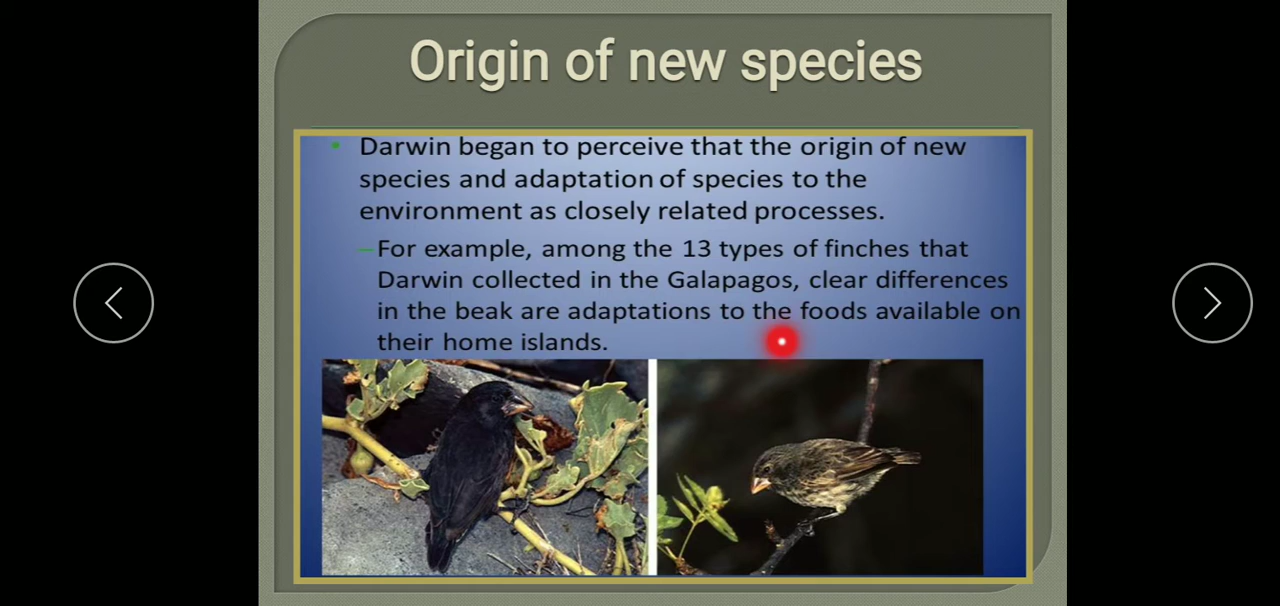 Origin of new species
• Darwin began to perceive that the origin of new
species and adaptation of species to the
environment as closely related processes.
–For example, among the 13 types of finches that
Darwin collected in the Galapagos, clear differences
in the beak are adaptations to the foods available on
their home islands.